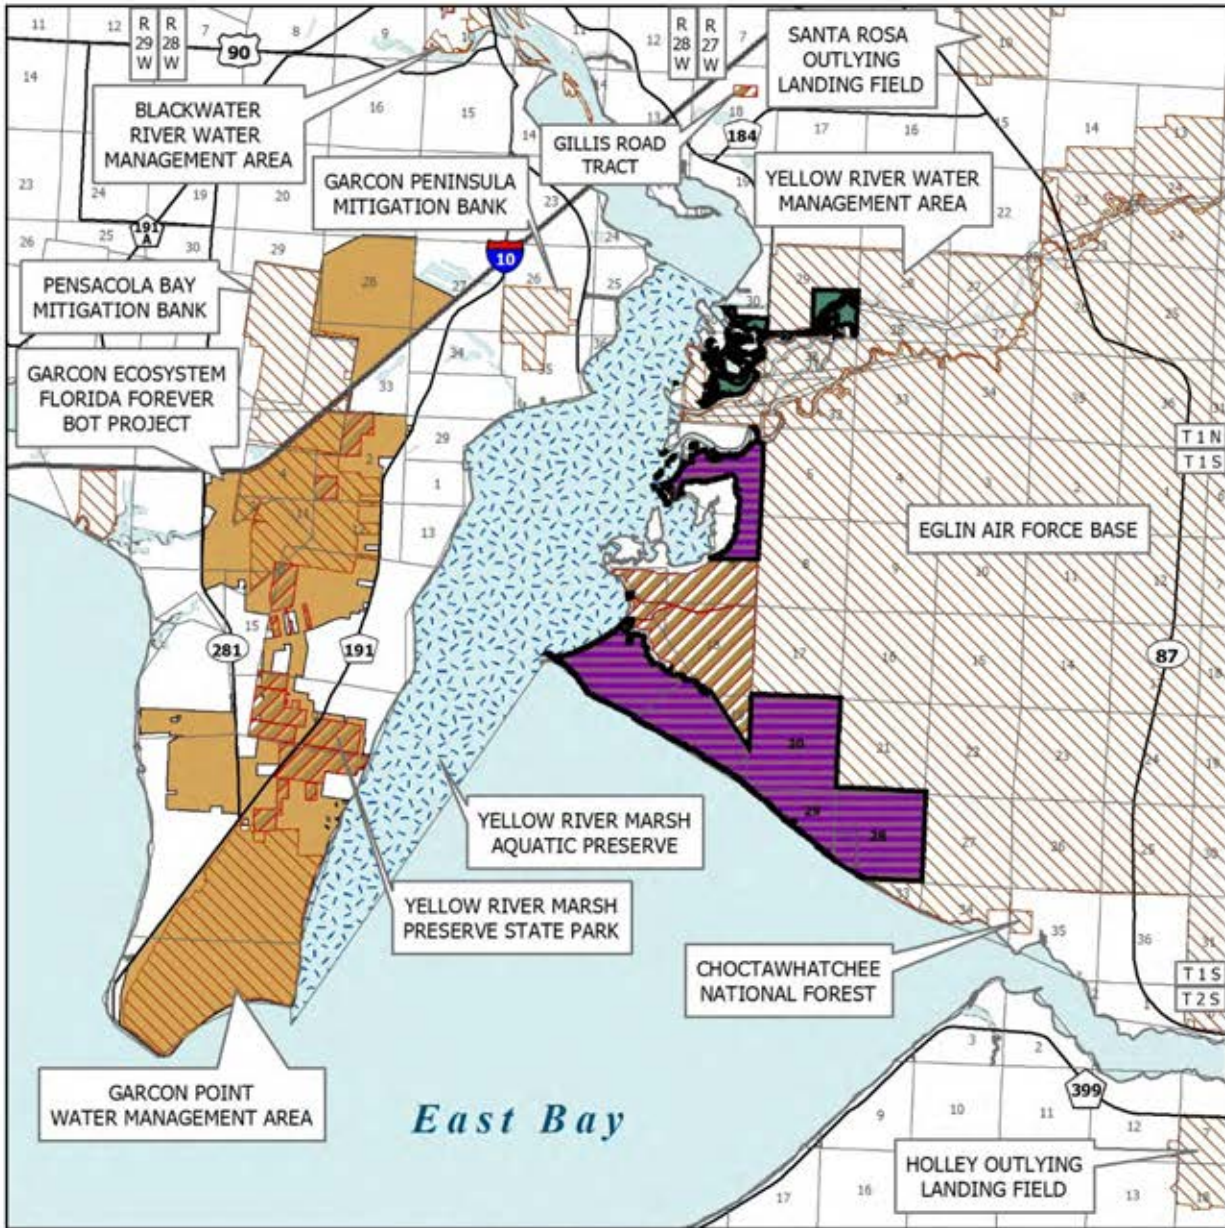 R
29
W
R
28
W
90
R
28
W
R
27
W
SANTA ROSA
OUTLYING
LANDING FIELD
BLACKWATER
RIVER WATER
MANAGEMENT AREA
GILLIS ROAD
TRACT
184
GARCON PENINSULA
MITIGATION BANK
YELLOW RIVER WATER
MANAGEMENT AREA
191
A
10
PENSACOLA BAY
MITIGATION BANK
GARCON ECOSYSTEM
FLORIDA FOREVER
BOT PROJECT
T 1 N
T 1 S
EGLIN AIR FORCE BASE
281
191
87
30
29
28
YELLOW RIVER MARSH
AQUATIC PRESERVE
YELLOW RIVER MARSH
PRESERVE STATE PARK
CHOCTAWHATCHEE
NATIONAL FOREST
T 1 S
T 2 S
GARCON POINT
WATER MANAGEMENT AREA
East Bay
399
HOLLEY OUTLYING
LANDING FIELD